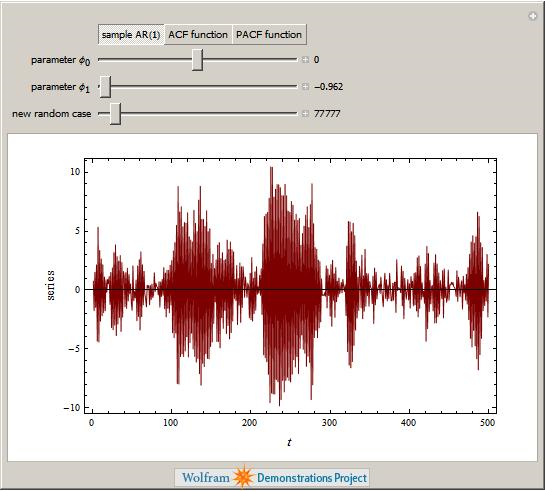 sample AR(1) ACF function PACF function
parameter ϕ0 0
parameter ϕ1 −0.962
new random case 77777
10
5
0
−5
−10
series
0 100 200 300 400 500
t
Wolfram Demonstrations Project